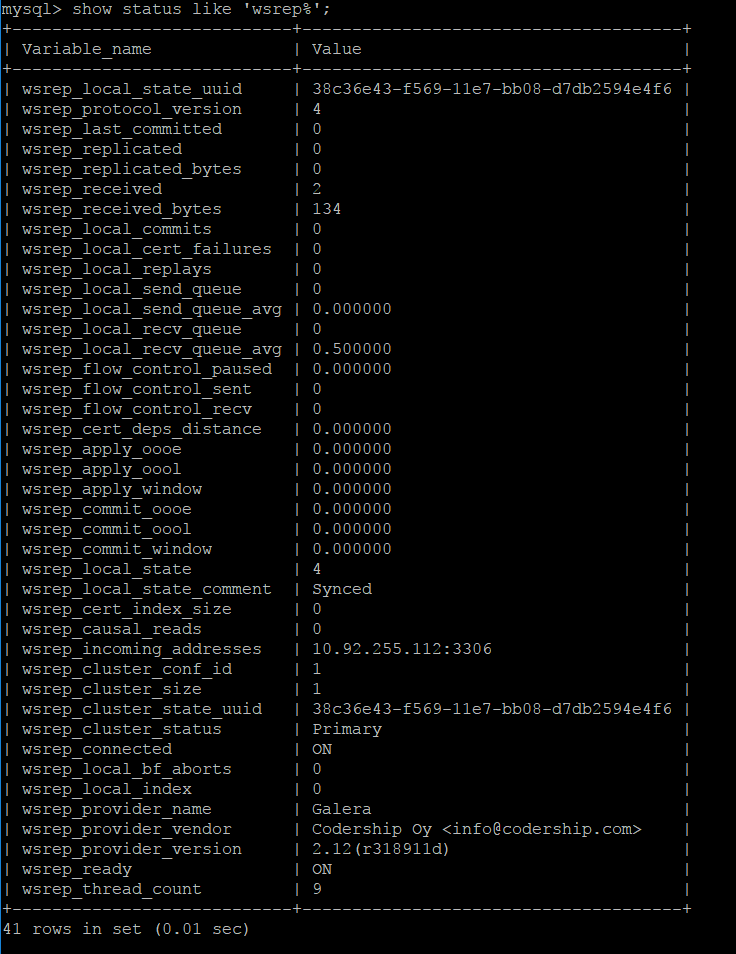 mysql> show status like 'wsrep%';
+----------------------------+--------------------------------------+
| Variable_name              | Value                                |
+----------------------------+--------------------------------------+
| wsrep_local_state_uuid     | 38c36e43-f569-11e7-bb08-d7db2594e4f6 |
| wsrep_protocol_version     | 4                                    |
| wsrep_last_committed       | 0                                    |
| wsrep_replicated           | 0                                    |
| wsrep_replicated_bytes     | 0                                    |
| wsrep_received             | 2                                    |
| wsrep_received_bytes       | 134                                  |
| wsrep_local_commits        | 0                                    |
| wsrep_local_cert_failures  | 0                                    |
| wsrep_local_replays        | 0                                    |
| wsrep_local_send_queue     | 0                                    |
| wsrep_local_send_queue_avg | 0.000000                             |
| wsrep_local_recv_queue     | 0                                    |
| wsrep_local_recv_queue_avg | 0.500000                             |
| wsrep_flow_control_paused  | 0.000000                             |
| wsrep_flow_control_sent    | 0                                    |
| wsrep_flow_control_recv    | 0                                    |
| wsrep_cert_deps_distance   | 0.000000                             |
| wsrep_apply_oooe           | 0.000000                             |
| wsrep_apply_oool           | 0.000000                             |
| wsrep_apply_window         | 0.000000                             |
| wsrep_commit_oooe          | 0.000000                             |
| wsrep_commit_oool          | 0.000000                             |
| wsrep_commit_window        | 0.000000                             |
| wsrep_local_state          | 4                                    |
| wsrep_local_state_comment  | Synced                               |
| wsrep_cert_index_size      | 0                                    |
| wsrep_causal_reads         | 0                                    |
| wsrep_incoming_addresses   | 10.92.255.112:3306                   |
| wsrep_cluster_conf_id      | 1                                    |
| wsrep_cluster_size         | 1                                    |
| wsrep_cluster_state_uuid   | 38c36e43-f569-11e7-bb08-d7db2594e4f6 |
| wsrep_cluster_status       | Primary                              |
| wsrep_connected            | ON                                   |
| wsrep_local_bf_aborts      | 0                                    |
| wsrep_local_index          | 0                                    |
| wsrep_provider_name        | Galera                               |
| wsrep_provider_vendor      | Codership Oy <info@codership.com>    |
| wsrep_provider_version     | 2.12(r318911d)                       |
| wsrep_ready                | ON                                   |
| wsrep_thread_count         | 9                                    |
+----------------------------+--------------------------------------+
41 rows in set (0.01 sec)